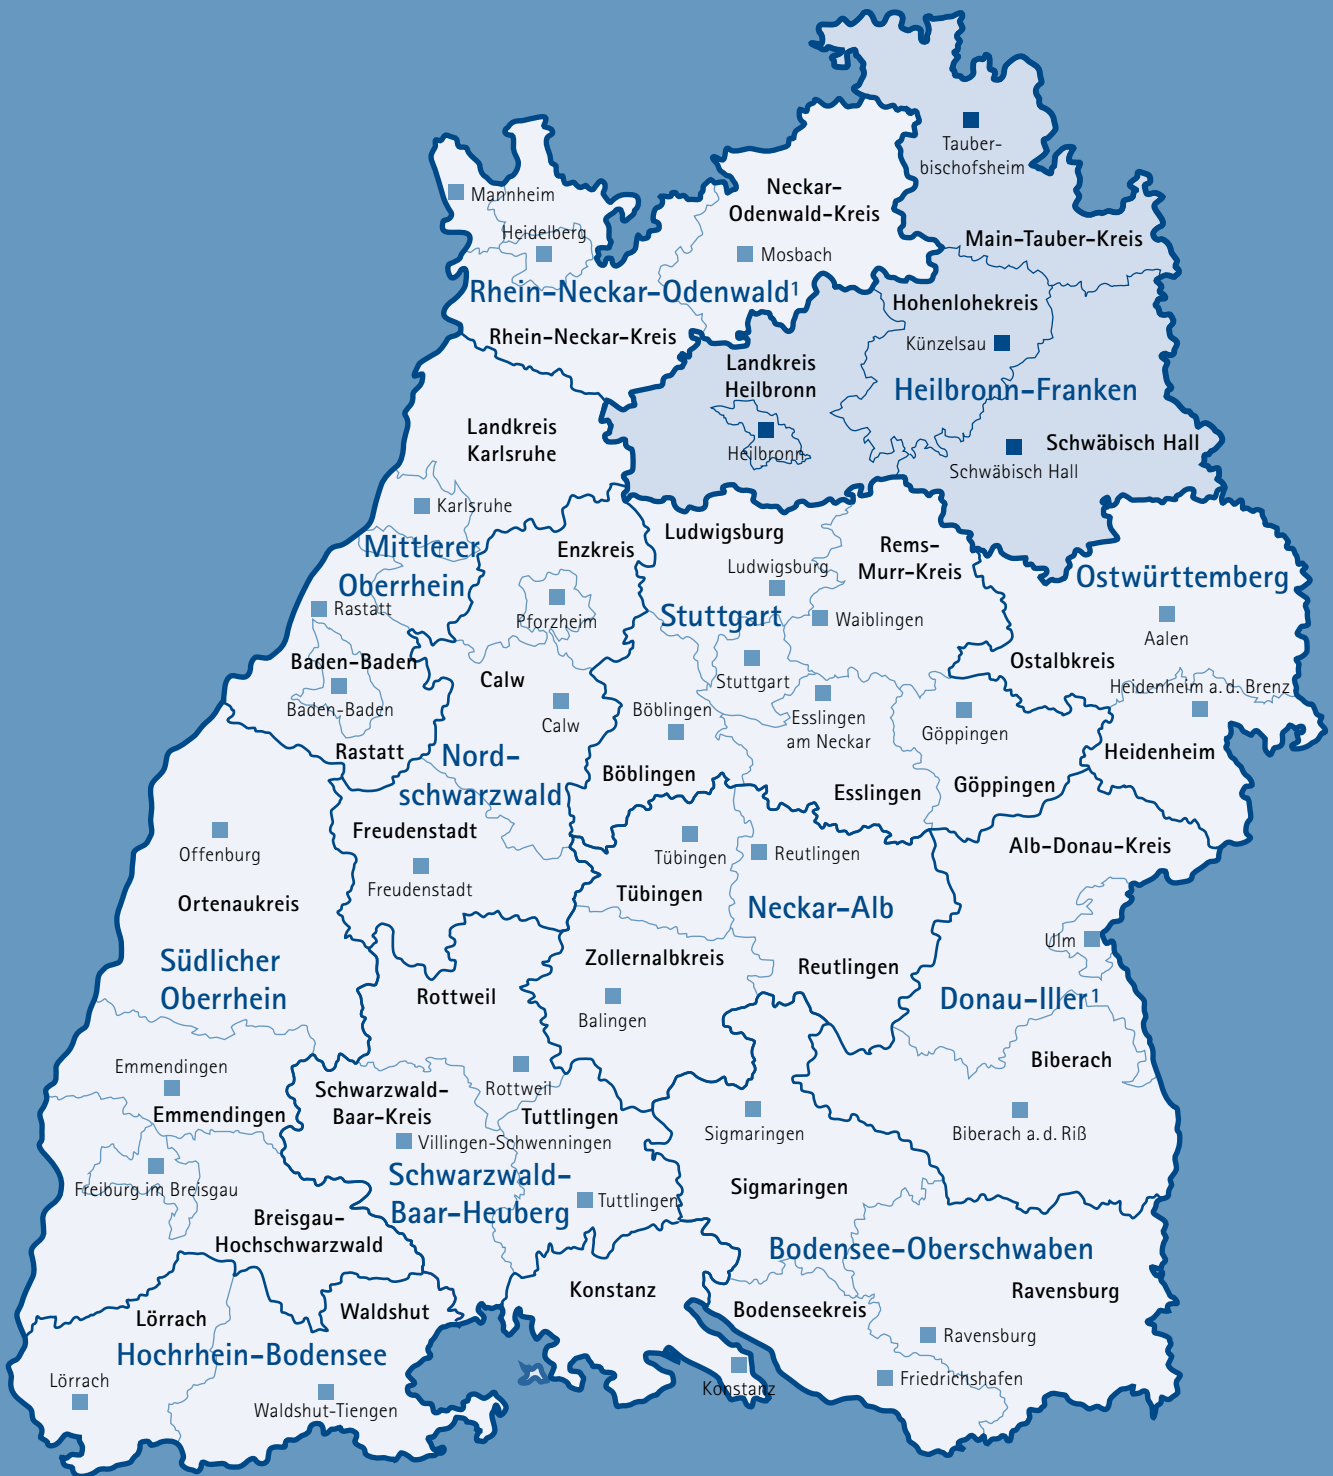 Tauber-
bischofsheim
Main-Tauber-Kreis
Mannheim
Heidelberg
Neckar-
Odenwald-Kreis
Mosbach
Rhein-Neckar-Odenwald¹
Rhein-Neckar-Kreis
Hohenlohekreis
Künzelsau
Landkreis
Heilbronn
Heilbronn-Franken
Heilbronn
Schwäbisch Hall
Schwäbisch Hall
Landkreis
Karlsruhe
Karlsruhe
Mittlerer
Oberrhein
Rastatt
Baden-Baden
Baden-Baden
Rastatt
Enzkreis
Pforzheim
Calw
Calw
Nord-
schwarzwald
Freudenstadt
Freudenstadt
Ludwigsburg
Ludwigsburg
Rems-
Murr-Kreis
Stuttgart
Waiblingen
Stuttgart
Böblingen
Böblingen
Esslingen
am Neckar
Esslingen
Göppingen
Göppingen
Ostwürttemberg
Aalen
Ostalbkreis
Heidenheim a. d. Brenz
Heidenheim
Offenburg
Ortenaukreis
Südlicher
Oberrhein
Tübingen
Tübingen
Reutlingen
Neckar-Alb
Zollernalbkreis
Reutlingen
Balingen
Alb-Donau-Kreis
Ulm
Donau-Iller¹
Biberach
Biberach a. d. Riß
Rottweil
Rottweil
Emmendingen
Emmendingen
Schwarzwald-
Baar-Kreis
Villingen-Schwenningen
Tuttlingen
Schwarzwald-
Baar-Heuberg
Tuttlingen
Freiburg im Breisgau
Breisgau-
Hochschwarzwald
Sigmaringen
Sigmaringen
Bodensee-Oberschwaben
Ravensburg
Bodenseekreis
Ravensburg
Friedrichshafen
Konstanz
Konstanz
Lörrach
Waldshut
Hochrhein-Bodensee
Lörrach
Waldshut-Tiengen